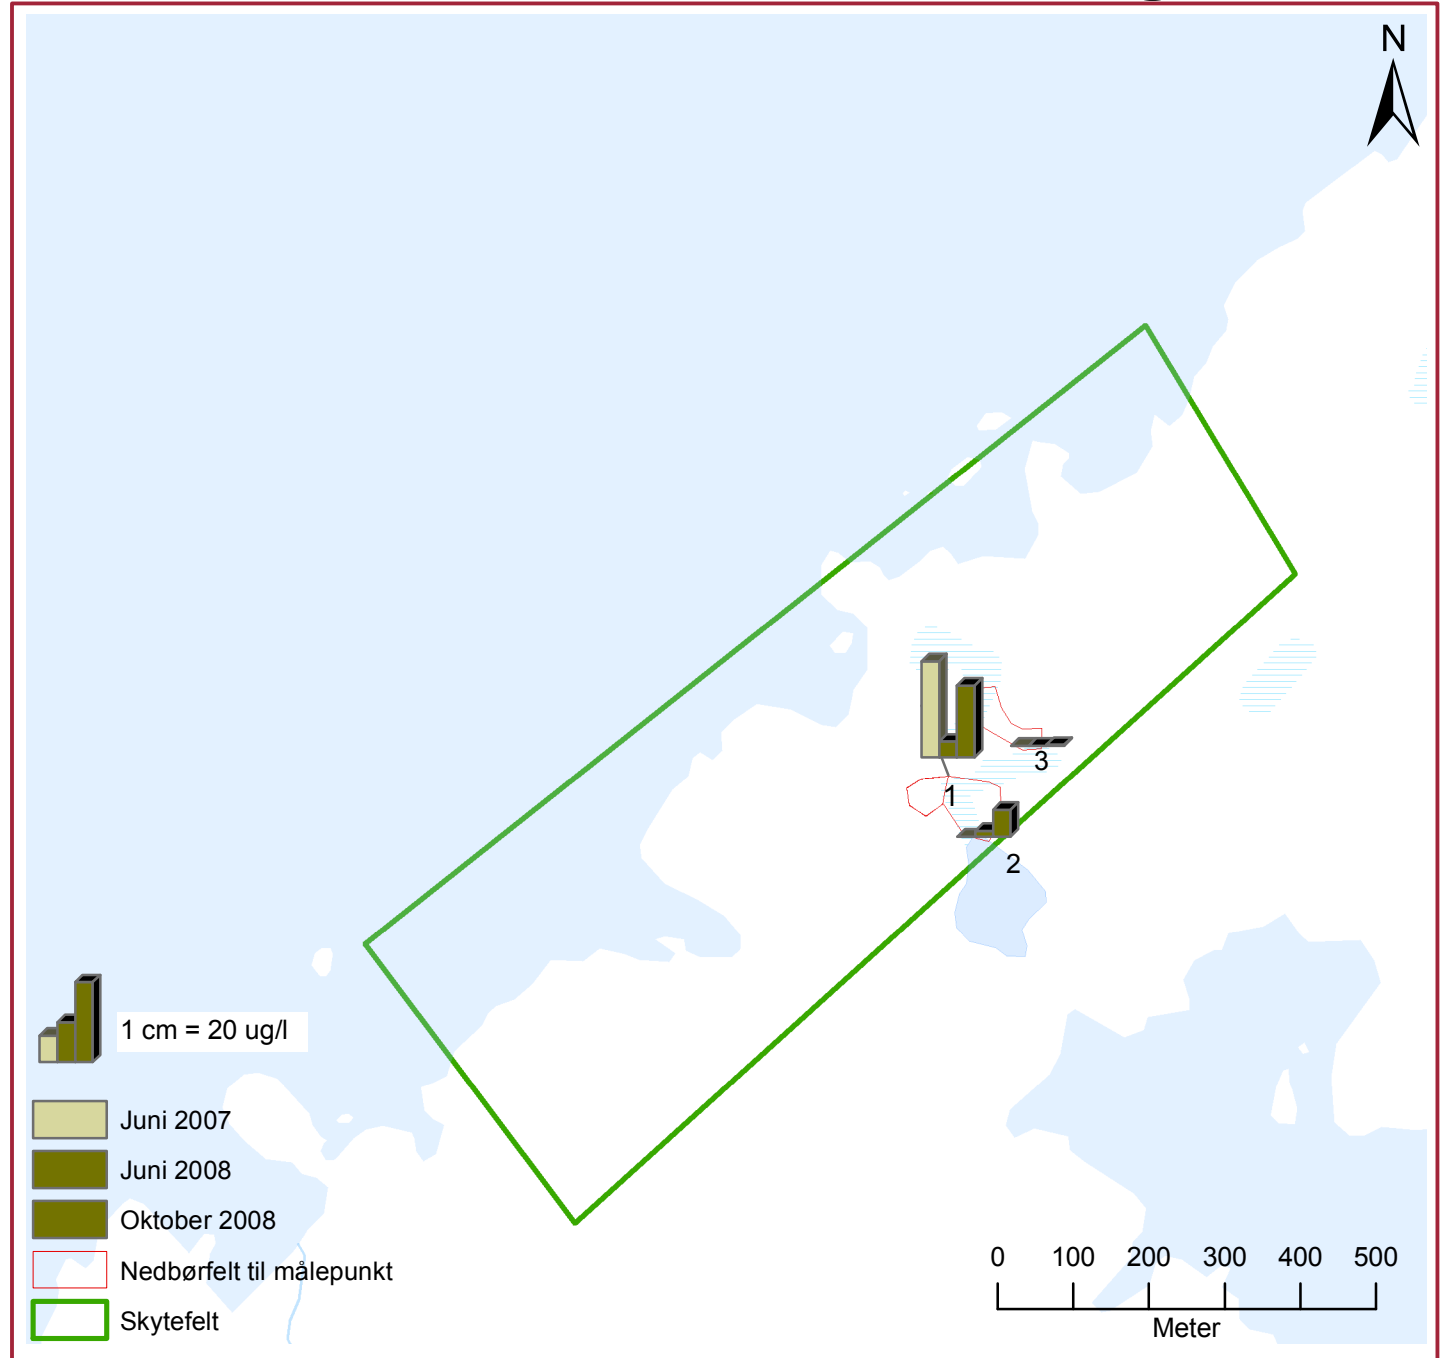 N
3
1
2
1 cm = 20 ug/l
Juni 2007
Juni 2008
Oktober 2008
Nedbørfelt til målepunkt
Skytefelt
0 100 200 300 400 500
Meter